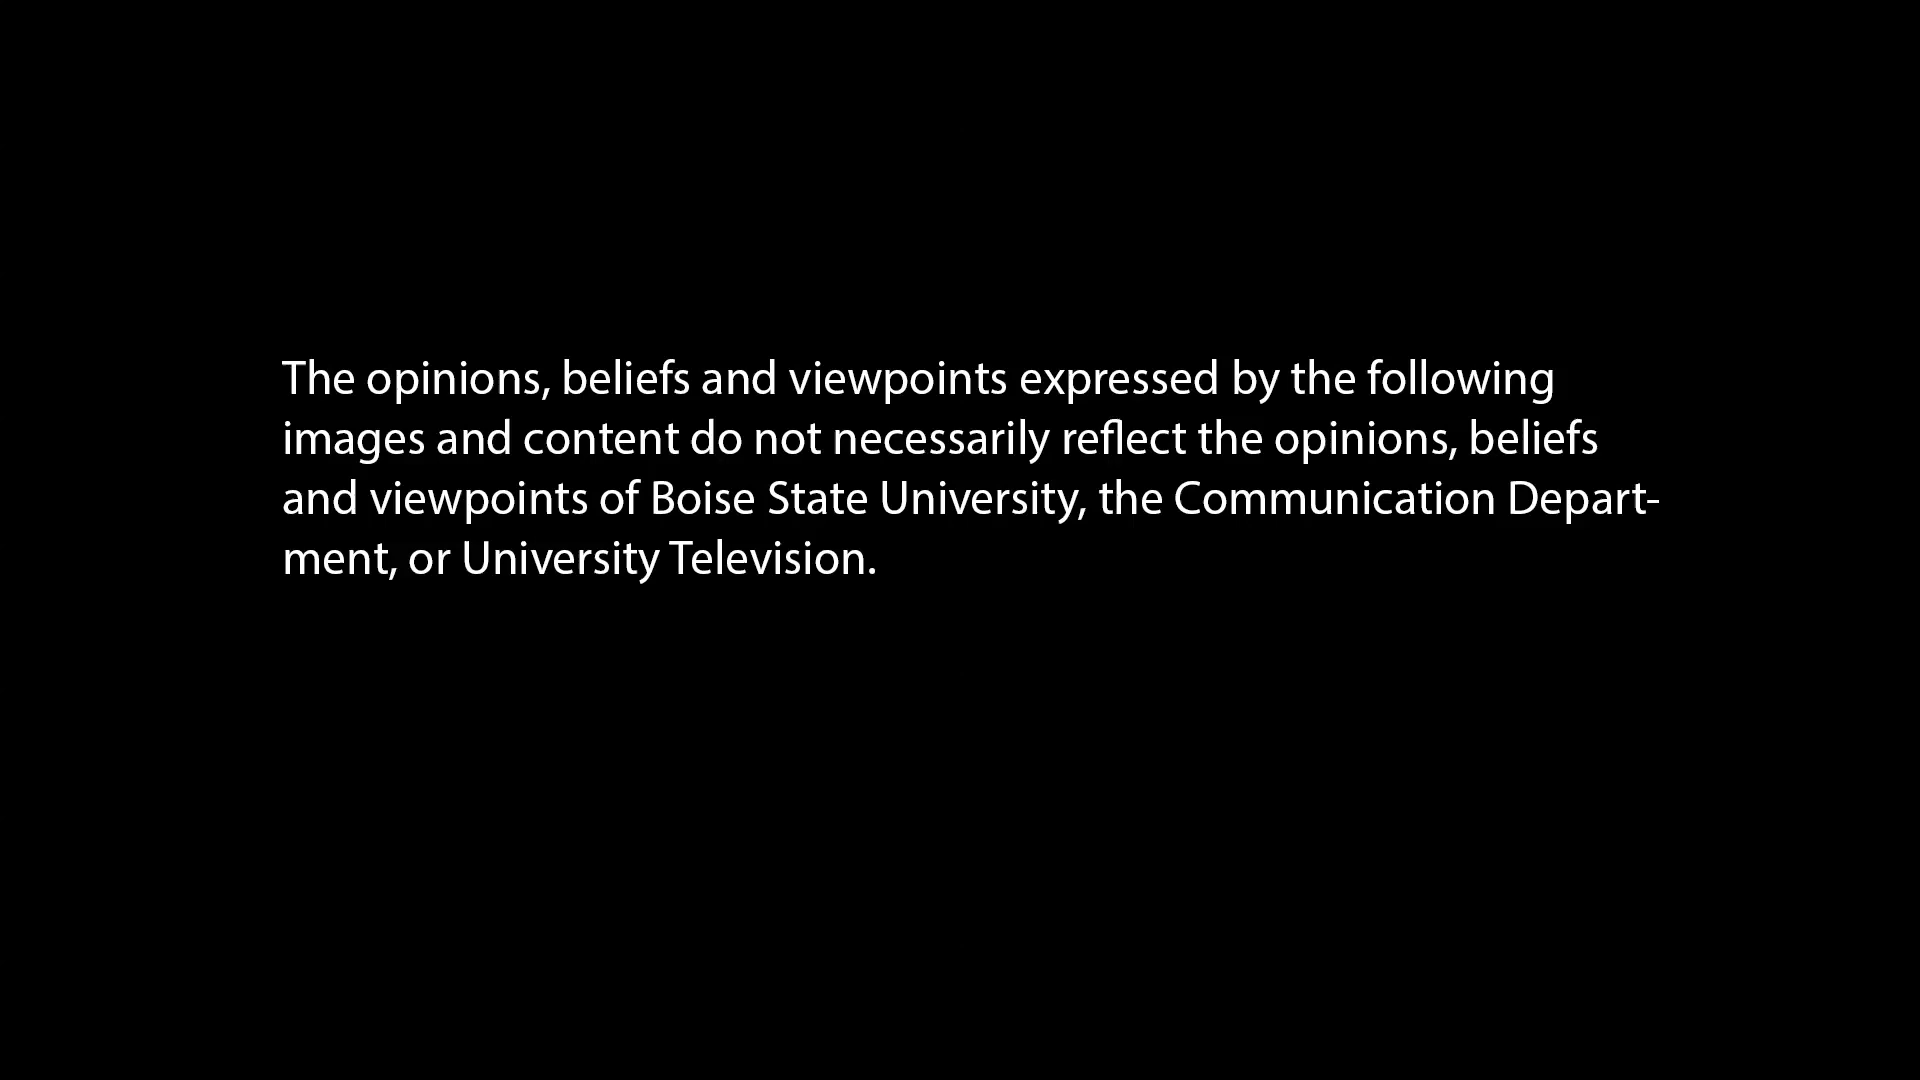 The opinions, beliefs and viewpoints expressed by the following
images and content do not necessarily reflect the opinions, beliefs
and viewpoints of Boise State University, the Communication Depart-
ment, or University Television.